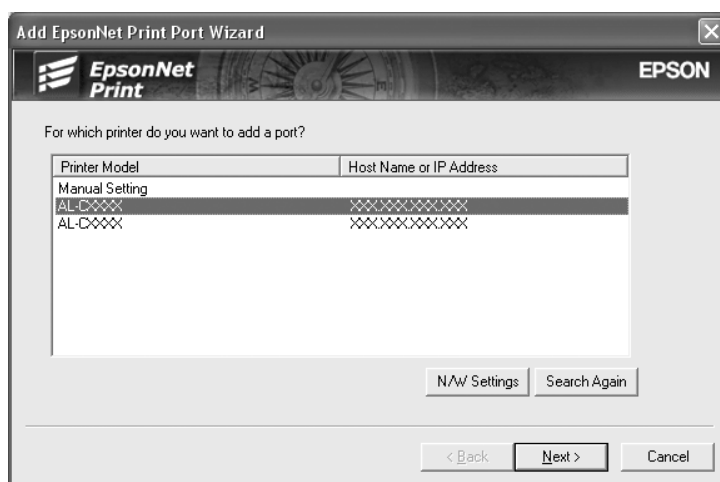 Add EpsonNet Print Port Wizard
EpsonNet
Print
EPSON
For which printer do you want to add a port?
Printer Model Host Name or IP Address
Manual Setting
AL-CXXXX XXX.XXX.XXX.XXX
AL-CXXXX XXX.XXX.XXX.XXX
N/W Settings Search Again
< Back Next > Cancel